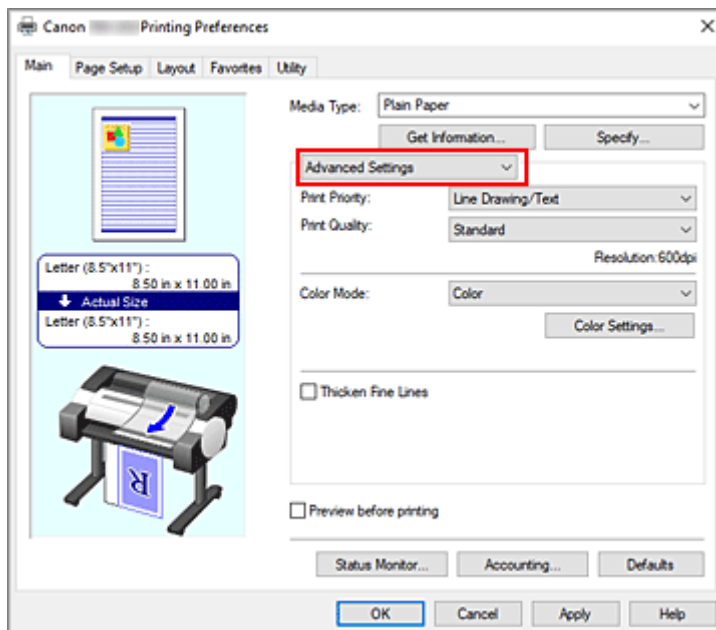 Canon Printing Preferences
Main Page Setup Layout Favorites Utility
Media Type: Plain Paper
Get Information... Specify...
Advanced Settings
Print Priority: Line Drawing/Text
Print Quality: Standard
Resolution:600dpi
Letter (8.5"x11") :
8.50 in x 11.00 in
Actual Size
Letter (8.5"x11") :
8.50 in x 11.00 in
Color Mode: Color
Color Settings...
Thicken Fine Lines
R
Preview before printing
Status Monitor... Accounting... Defaults
OK Cancel Apply Help